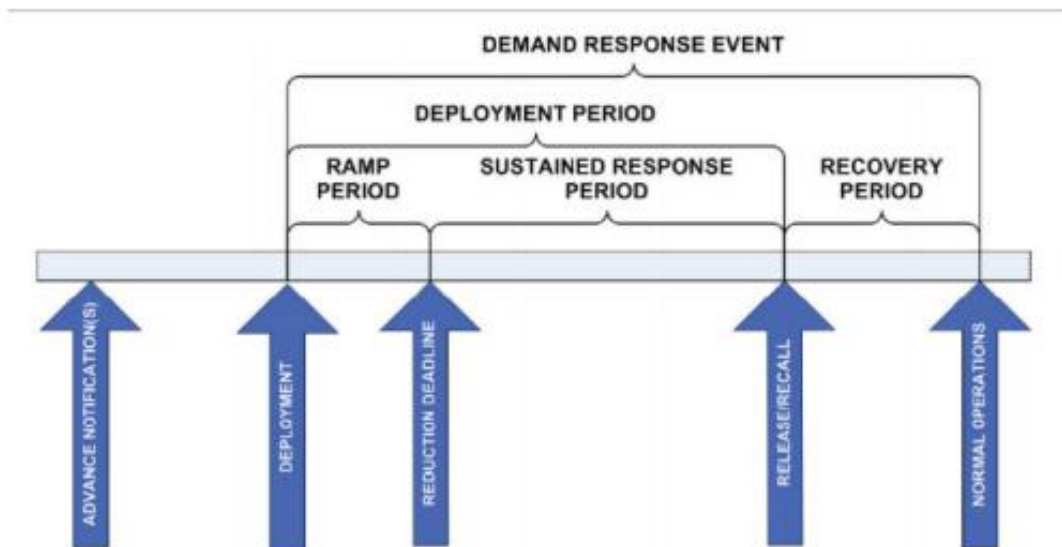 DEMAND RESPONSE EVENT
DEPLOYMENT PERIOD
RAMP
PERIOD
SUSTAINED RESPONSE
PERIOD
RECOVERY
PERIOD
ADVANCE NOTIFICATION(S)
DEPLOYMENT
REDUCTION DEADLINE
RELEASE/RECALL
NORMAL OPERATIONS